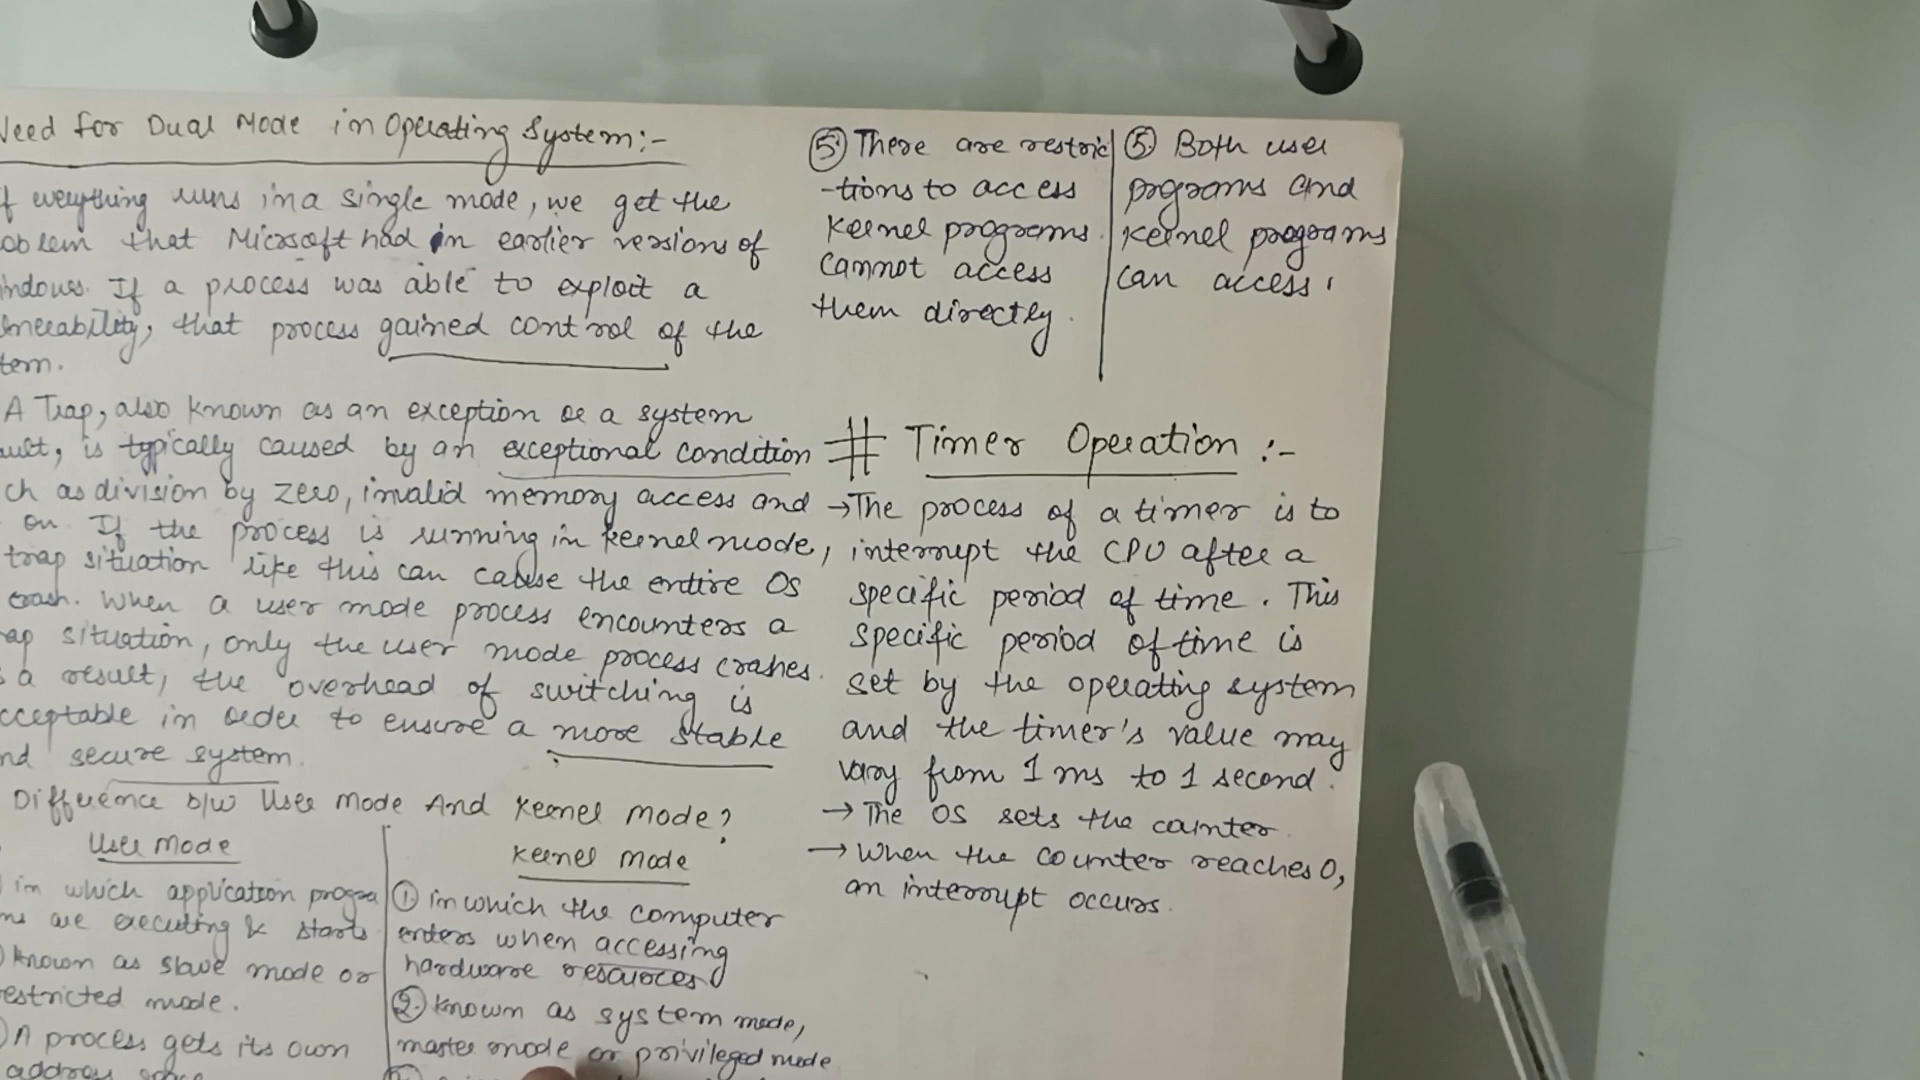 Need for Dual Mode in Operating System:-
If everything runs in a single mode, we get the
problem that Microsoft had in earlier versions of
Windows. If a process was able to exploit a
vulnerability, that process gained control of the
system.
A Trap, also known as an exception or a system
fault, is typically caused by an exceptional condition
such as division by zero, invalid memory access and
so on. If the process is running in kernel mode,
trap situation like this can cause the entire OS
crash. When a user mode process encounters a
trap situation, only the user mode process crashes.
As a result, the overhead of switching is
acceptable in order to ensure a more stable
and secure system.
Difference b/w User Mode And Kernel Mode?
User Mode
in which application progra
ms are executing & starts
known as slave mode or
restricted mode.
A process gets its own
address space
Kernel Mode
① in which the computer
enters when accessing
hardware resources
② known as system mode,
master mode or privileged mode
⑤ There are restric
-tions to access
kernel programs.
Cannot access
them directly.
⑤ Both user
programs and
kernel programs
can access.
# Timer Operation :-
→ The process of a timer is to
interrupt the CPU after a
specific period of time. This
specific period of time is
set by the operating system
and the timer's value may
vary from 1 ms to 1 second.
→ The OS sets the counter.
→ When the counter reaches 0,
an interrupt occurs.